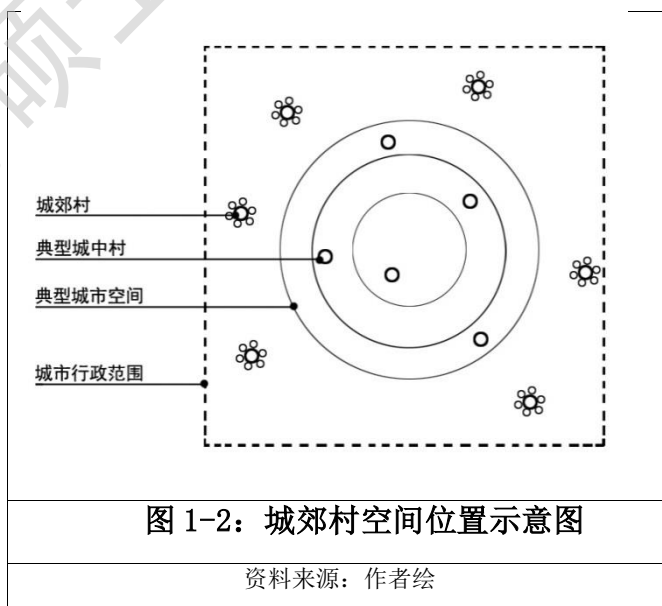 城郊村
典型城中村
典型城市空间
城市行政范围
图 1-2：城郊村空间位置示意图
资料来源：作者绘